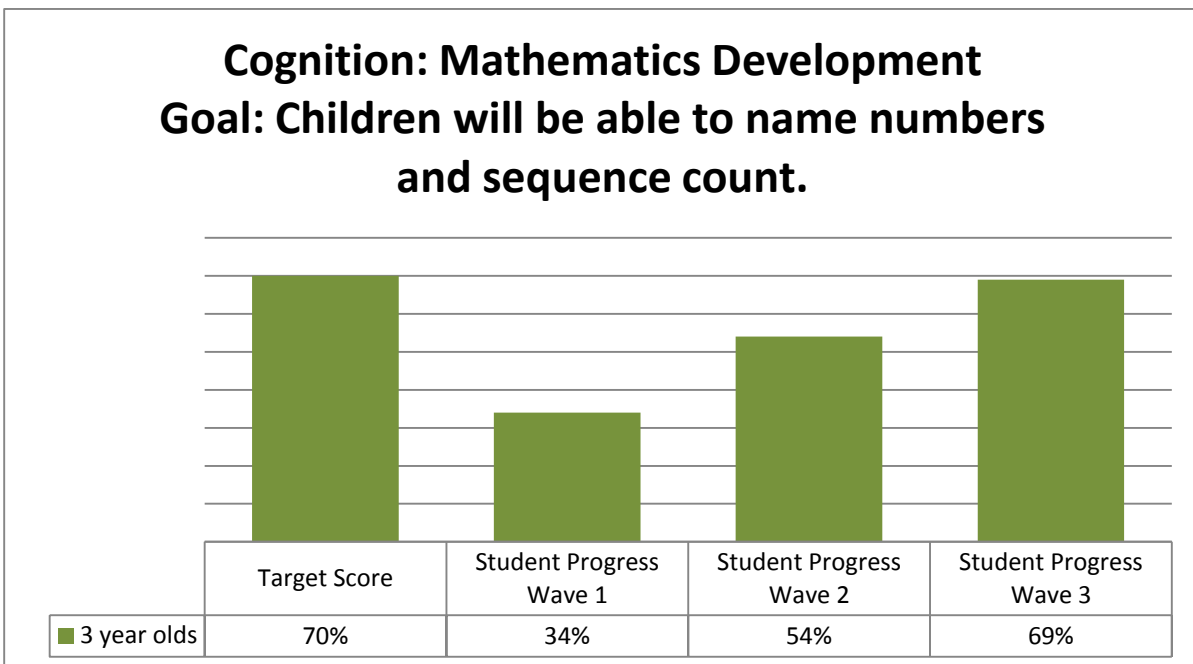 Cognition: Mathematics Development
Goal: Children will be able to name numbers
and sequence count.
Target Score
Student Progress
Wave 1
Student Progress
Wave 2
Student Progress
Wave 3
3 year olds 70% 34% 54% 69%